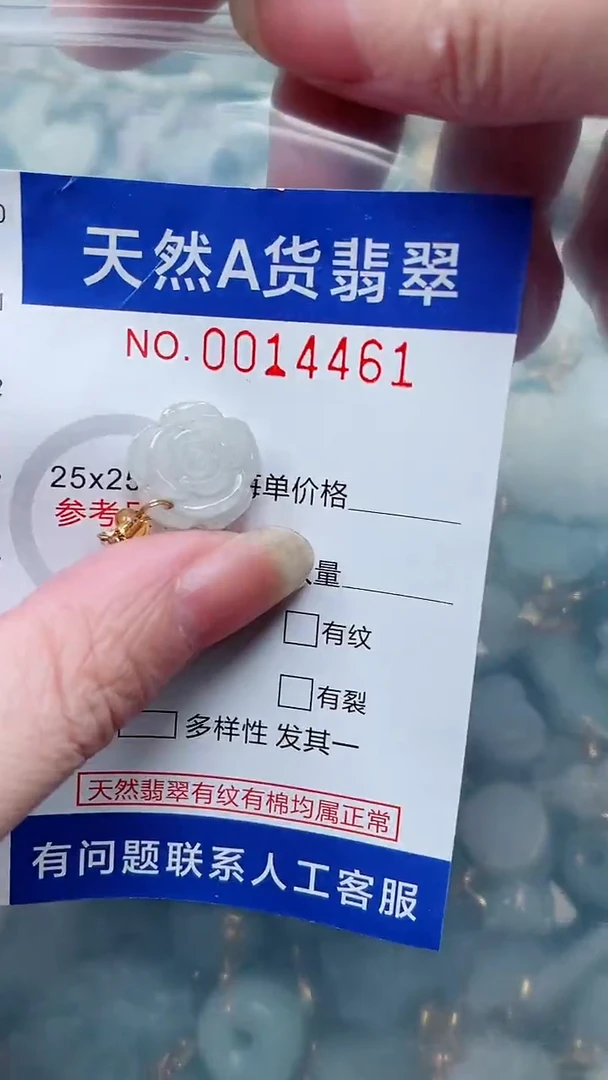 天然A货翡翠
NO.0014461
25x25
每单价格
参考
量
有纹
有裂
多样性 发其一
天然翡翠有纹有棉均属正常
有问题联系人工客服